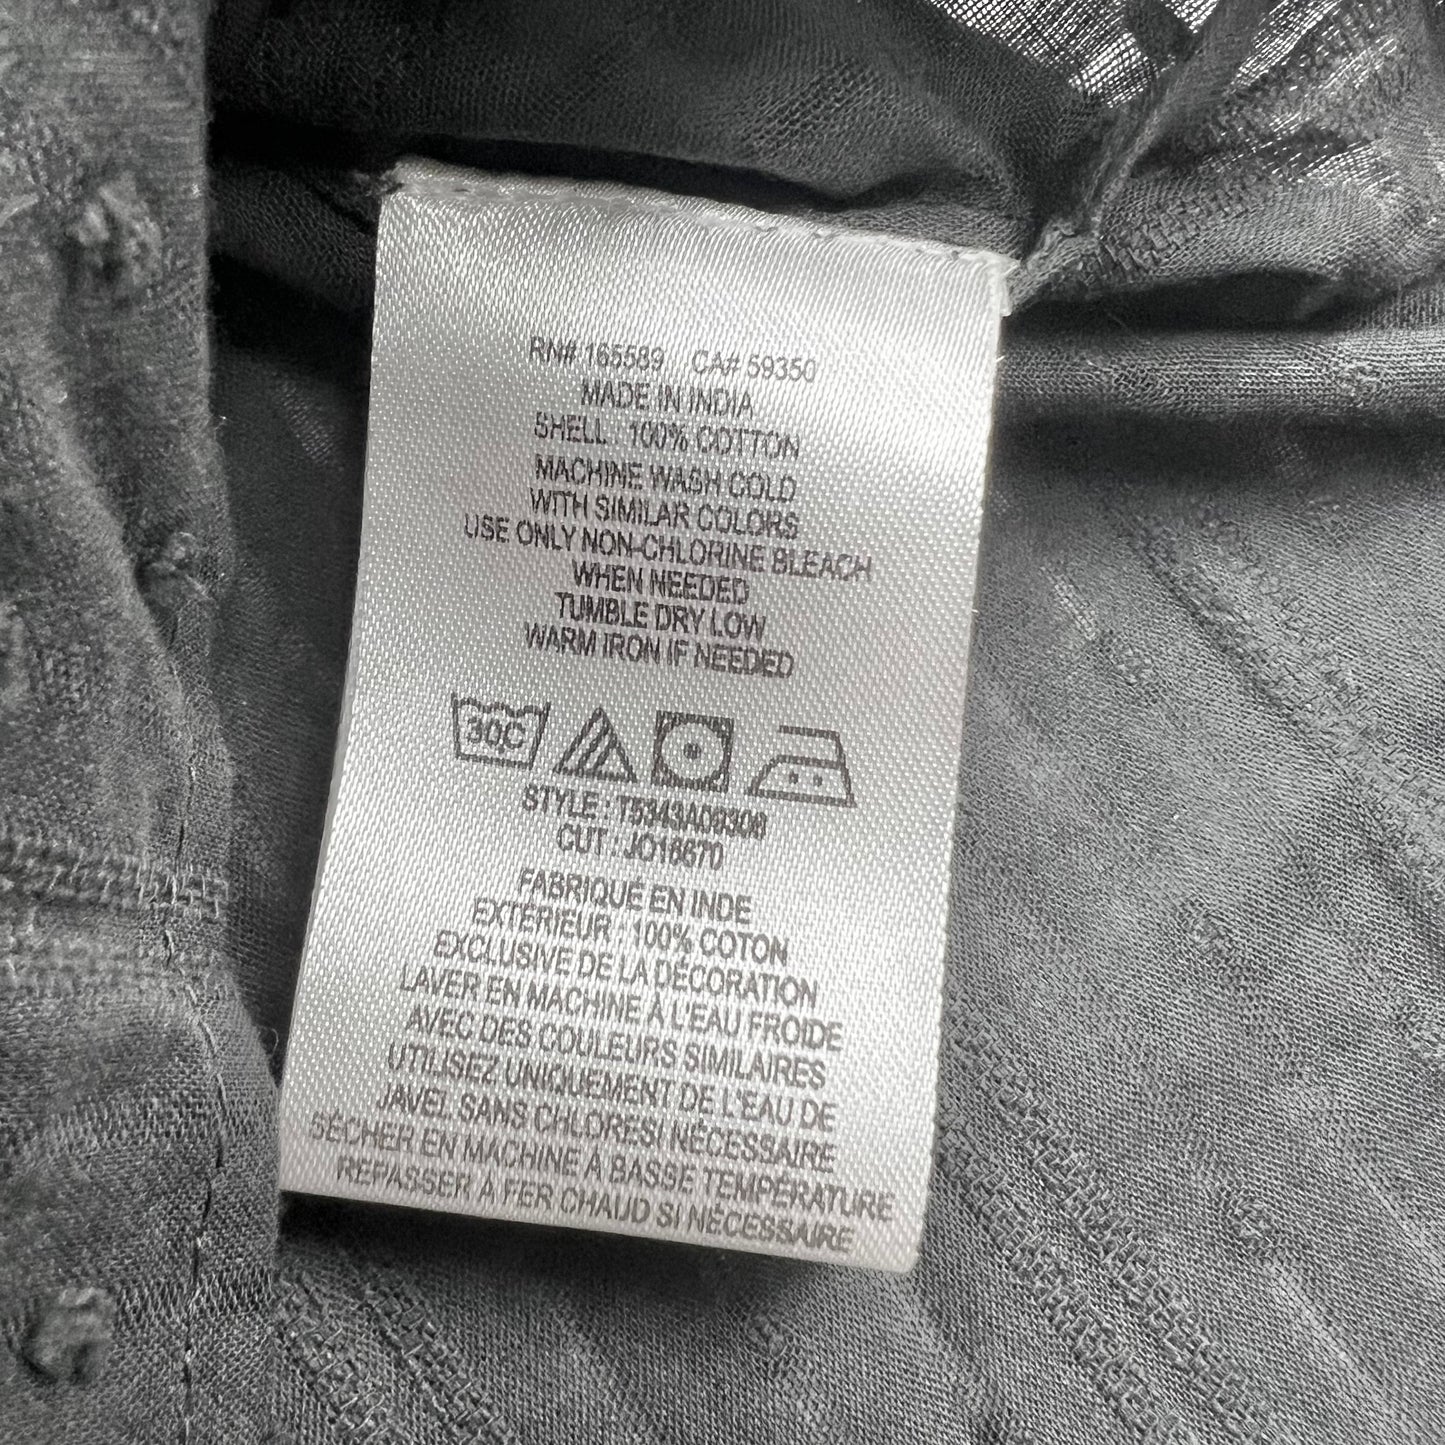 RN# 165589 CA# 59350
MADE IN INDIA
SHELL : 100% COTTON
MACHINE WASH COLD
WITH SIMILAR COLORS
USE ONLY NON-CHLORINE BLEACH
WHEN NEEDED
TUMBLE DRY LOW
WARM IRON IF NEEDED
30C
STYLE : T5343A09308
CUT : JO16670
FABRIQUÉ EN INDE
EXTÉRIEUR : 100% COTON
EXCLUSIVE DE LA DÉCORATION
LAVER EN MACHINE À L'EAU FROIDE
AVEC DES COULEURS SIMILAIRES
UTILISEZ UNIQUEMENT DE L'EAU DE
JAVEL SANS CHLORESI NÉCESSAIRE
SÉCHER EN MACHINE À BASSE TEMPÉRATURE
REPASSER À FER CHAUD SI NÉCESSAIRE